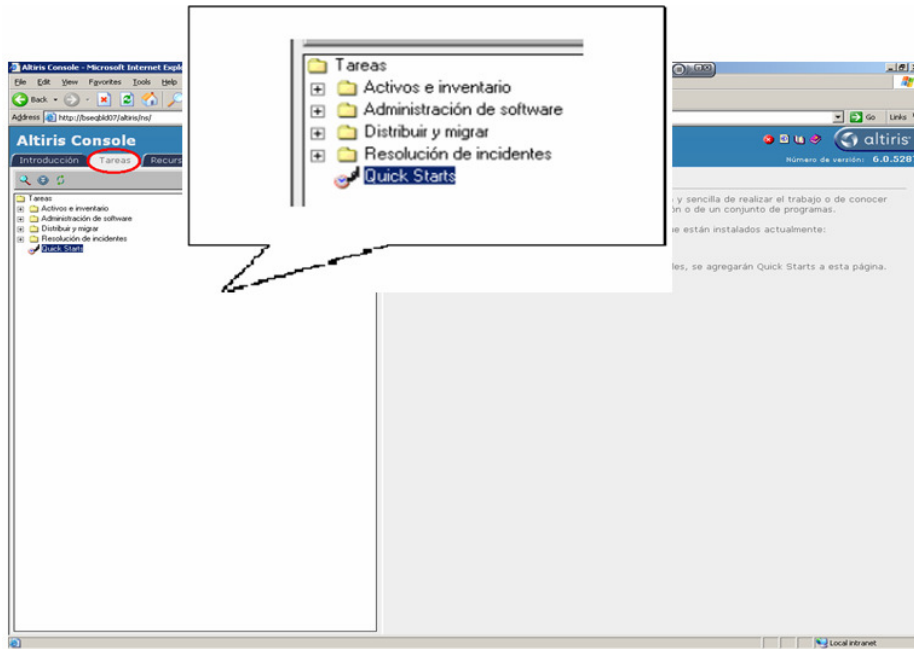 Tareas
Activos e inventario
Administración de software
Distribuir y migrar
Resolución de incidentes
Quick Starts
Altiris Console - Microsoft Internet Expl
File Edit View Favorites Tools Help
Back
Address http://bseqbld07/altiris/ns/
Go Links
Altiris Console
altiris
Introducción Tareas Recurs
Número de versión: 6.0.528
Tareas
Activos e inventario
Administración de software
Distribuir y migrar
Resolución de incidentes
Quick Starts
y sencilla de realizar el trabajo o de conocer
ón o de un conjunto de programas.
ue están instalados actualmente:
les, se agregarán Quick Starts a esta página.
Local intranet